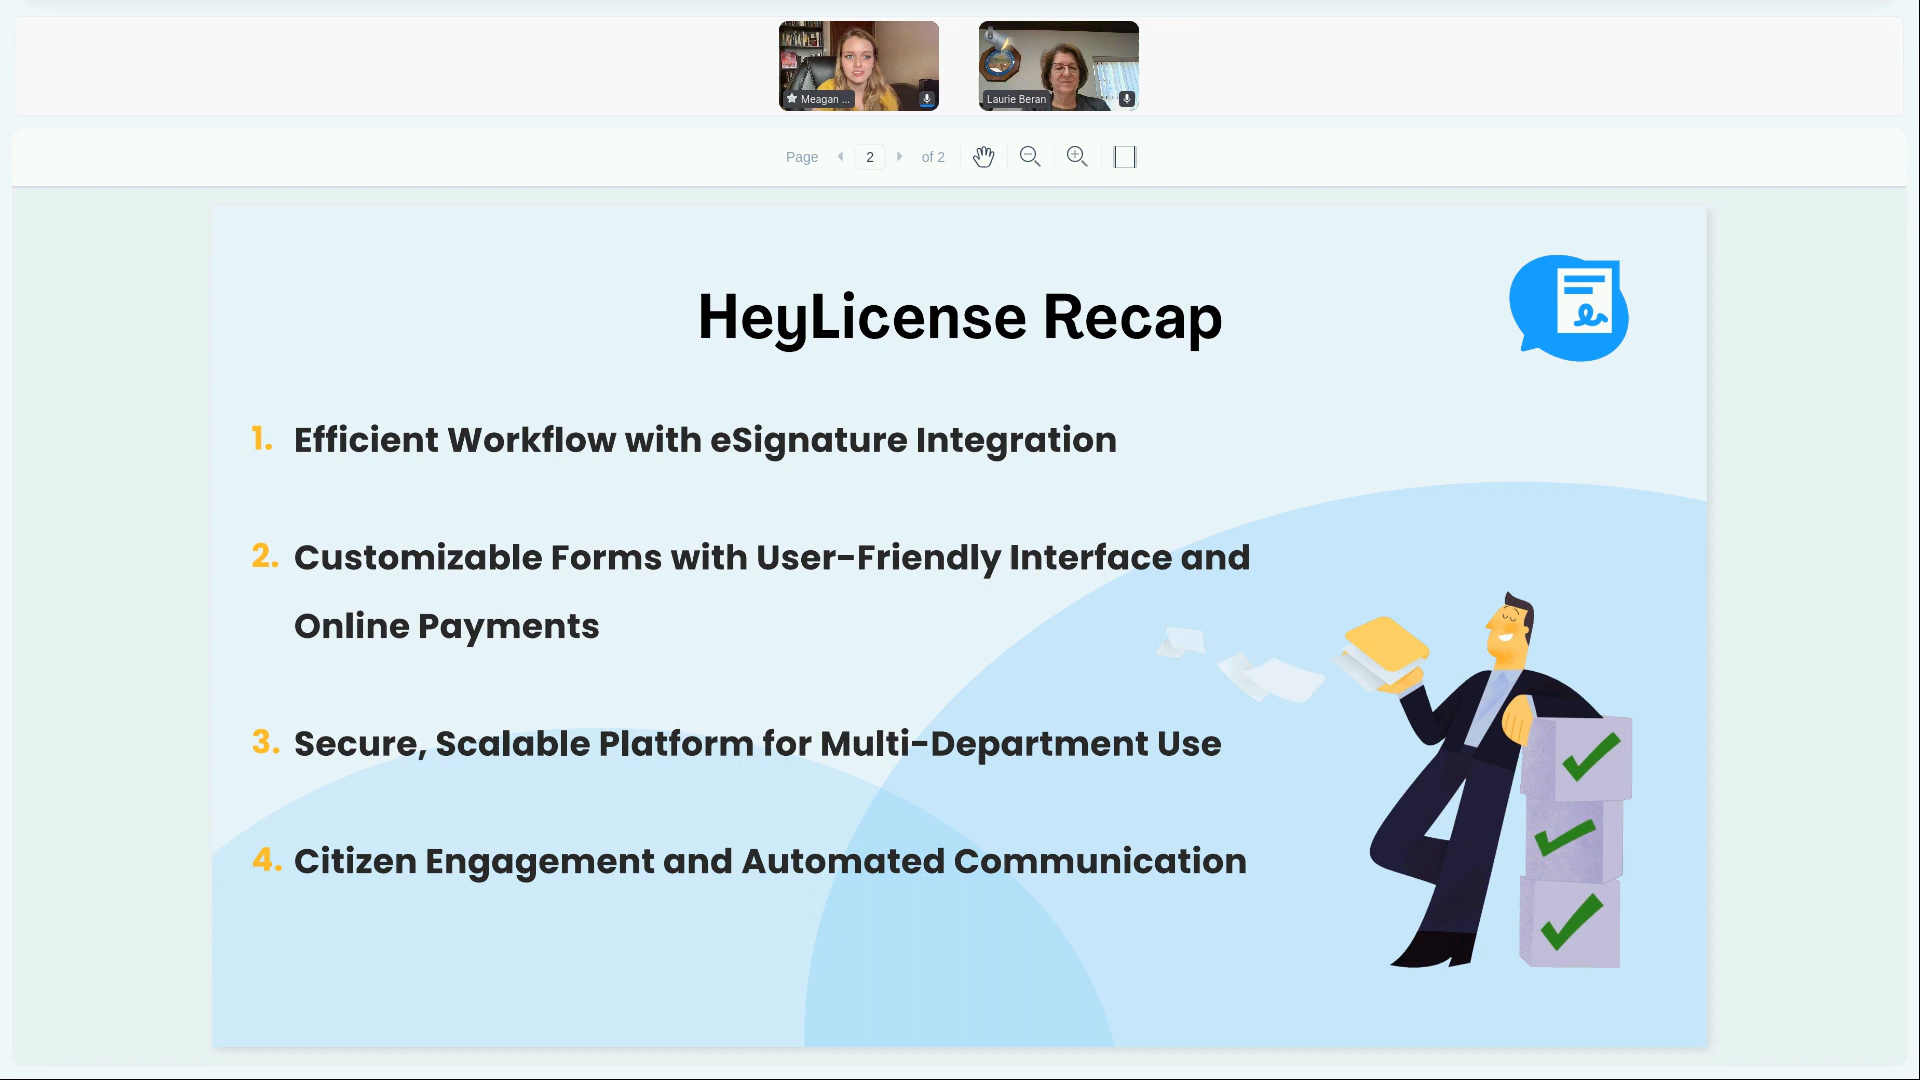 Meagan ...
Laurie Beran
Page 2 of 2
HeyLicense Recap
1. Efficient Workflow with eSignature Integration
2. Customizable Forms with User-Friendly Interface and
Online Payments
3. Secure, Scalable Platform for Multi-Department Use
4. Citizen Engagement and Automated Communication